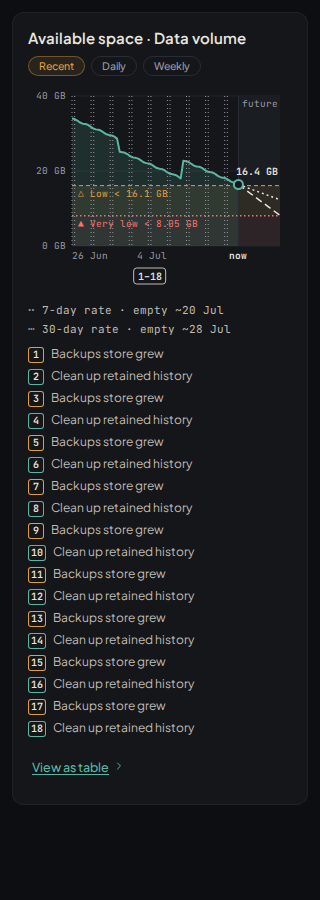 Available space · Data volume
Recent Daily Weekly
40 GB
future
20 GB
16.4 GB
△ Low < 16.1 GB
▲ Very low < 8.05 GB
0 GB
26 Jun 4 Jul now
1–18
┄ 7-day rate · empty ~20 Jul
┄ 30-day rate · empty ~28 Jul
1 Backups store grew
2 Clean up retained history
3 Backups store grew
4 Clean up retained history
5 Backups store grew
6 Clean up retained history
7 Backups store grew
8 Clean up retained history
9 Backups store grew
10 Clean up retained history
11 Backups store grew
12 Clean up retained history
13 Backups store grew
14 Clean up retained history
15 Backups store grew
16 Clean up retained history
17 Backups store grew
18 Clean up retained history
View as table ›